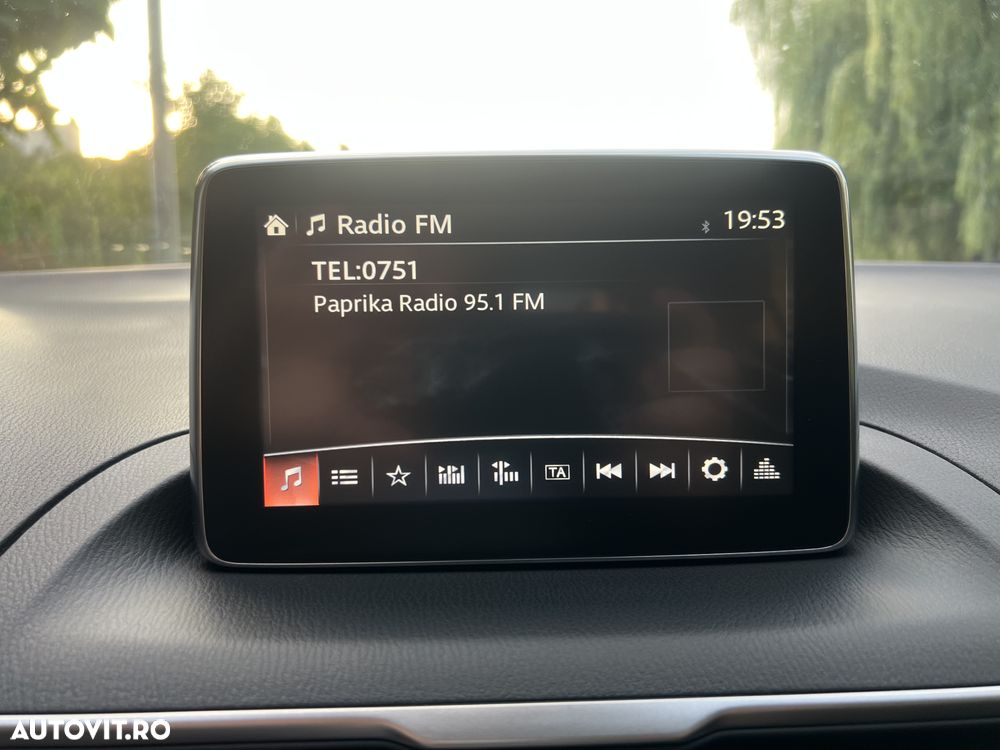 Radio FM 19:53
TEL:0751
Paprika Radio 95.1 FM
TA
AUTOVIT.RO